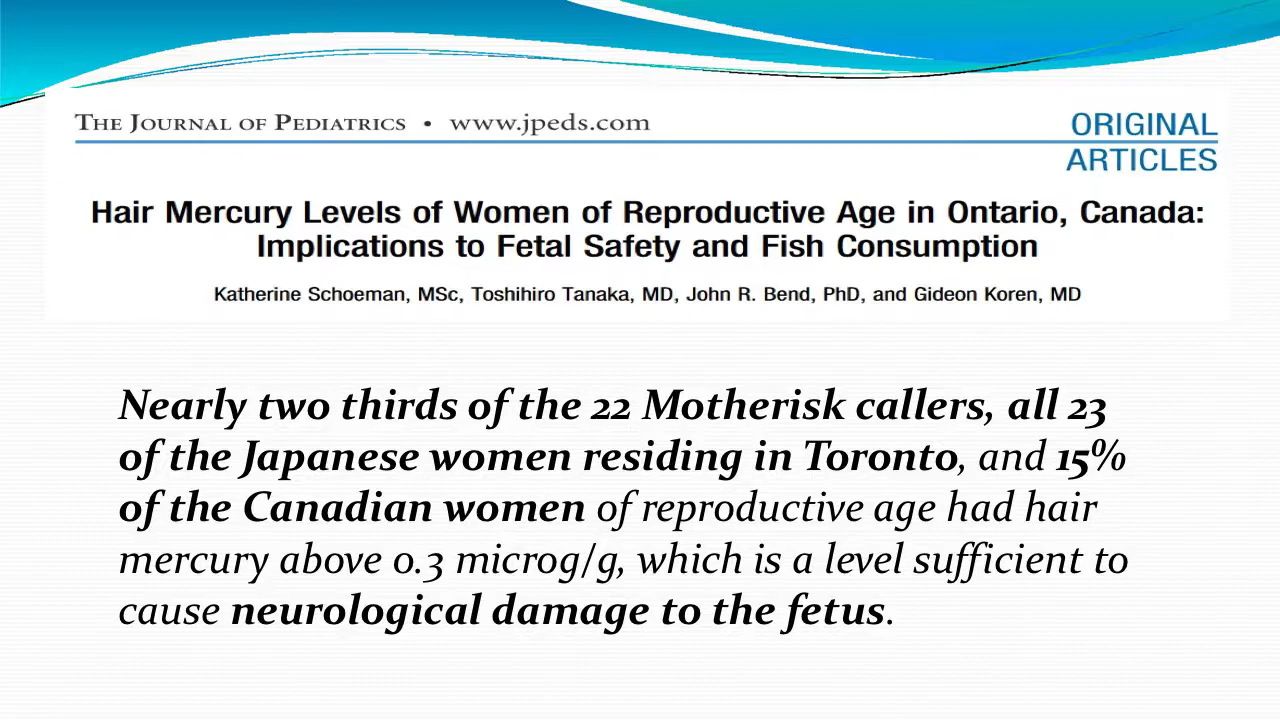 THE JOURNAL OF PEDIATRICS • www.jpeds.com
ORIGINAL
ARTICLES
Hair Mercury Levels of Women of Reproductive Age in Ontario, Canada:
Implications to Fetal Safety and Fish Consumption
Katherine Schoeman, MSc, Toshihiro Tanaka, MD, John R. Bend, PhD, and Gideon Koren, MD
Nearly two thirds of the 22 Motherisk callers, all 23
of the Japanese women residing in Toronto, and 15%
of the Canadian women of reproductive age had hair
mercury above 0.3 microg/g, which is a level sufficient to
cause neurological damage to the fetus.